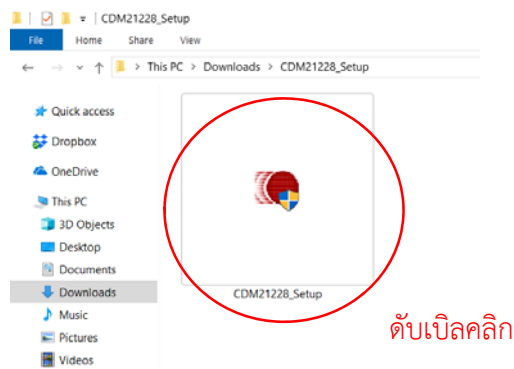 CDM21228_Setup
File Home Share View
This PC > Downloads > CDM21228_Setup
Quick access
Dropbox
OneDrive
This PC
3D Objects
Desktop
Documents
Downloads
Music
Pictures
Videos
CDM21228_Setup
ดับเบิลคลิก